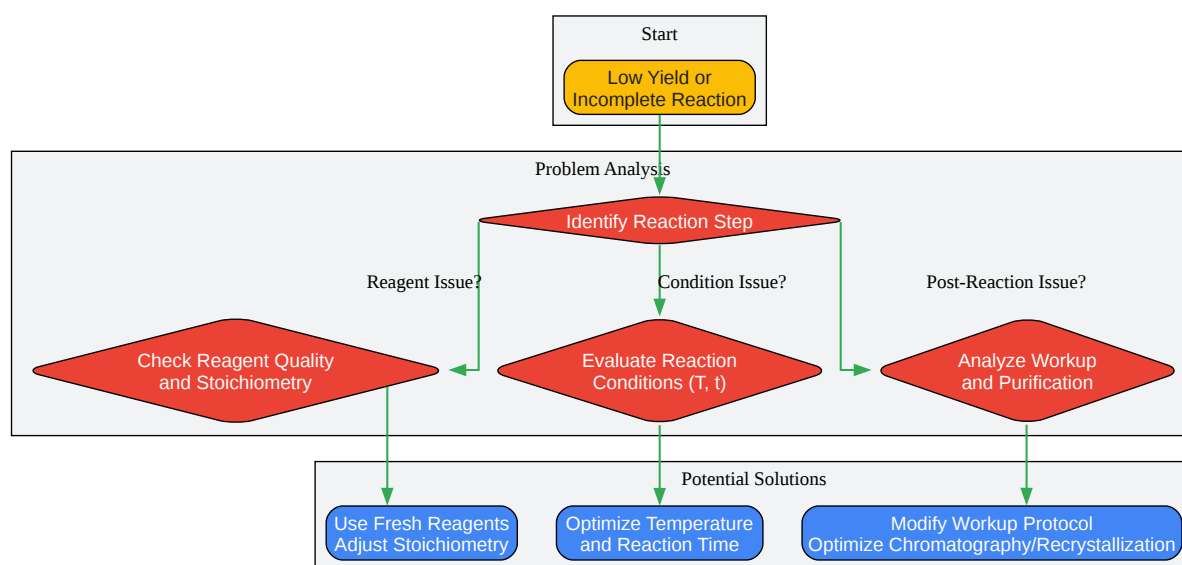 Start
Low Yield or
Incomplete Reaction
Problem Analysis
Identify Reaction Step
Reagent Issue?
Condition Issue?
Post-Reaction Issue?
Check Reagent Quality
and Stoichiometry
Evaluate Reaction
Conditions (T, t)
Analyze Workup
and Purification
Potential Solutions
Use Fresh Reagents
Adjust Stoichiometry
Optimize Temperature
and Reaction Time
Modify Workup Protocol
Optimize Chromatography/Recrystallization